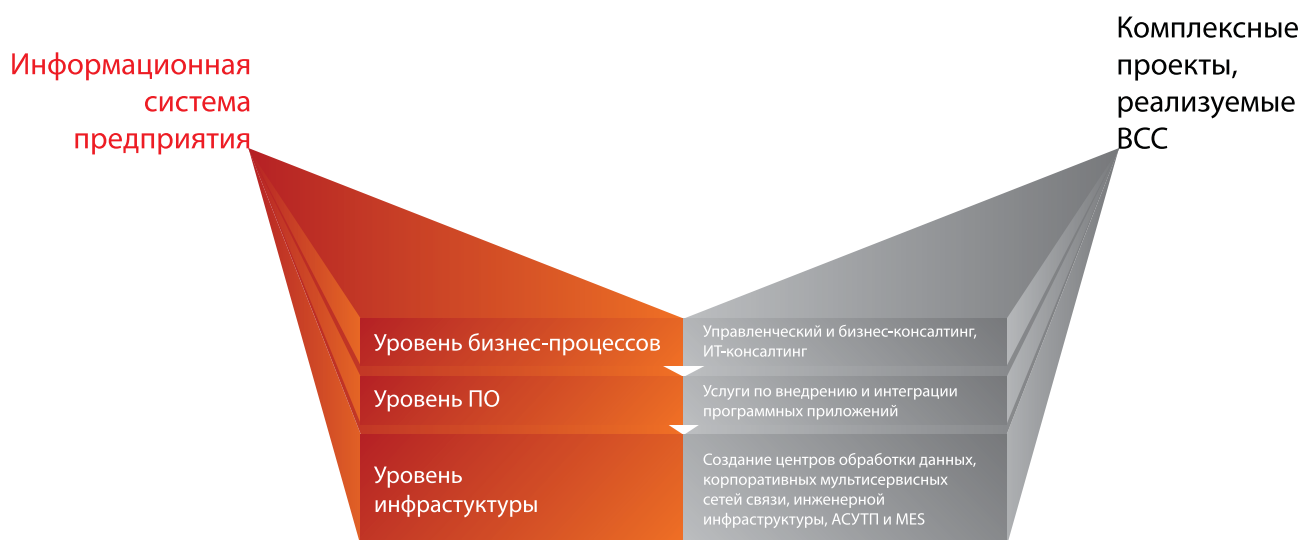 Информационная
система
предприятия
Комплексные
проекты,
реализуемые
ВСС
Уровень бизнес-процессов
Управленческий и бизнес-консалтинг,
ИТ-консалтинг
Уровень ПО
Услуги по внедрению и интеграции
программных приложений
Уровень
инфрастуктуры
Создание центров обработки данных,
корпоративных мультисервисных
сетей связи, инженерной
инфраструктуры, АСУТП и MES